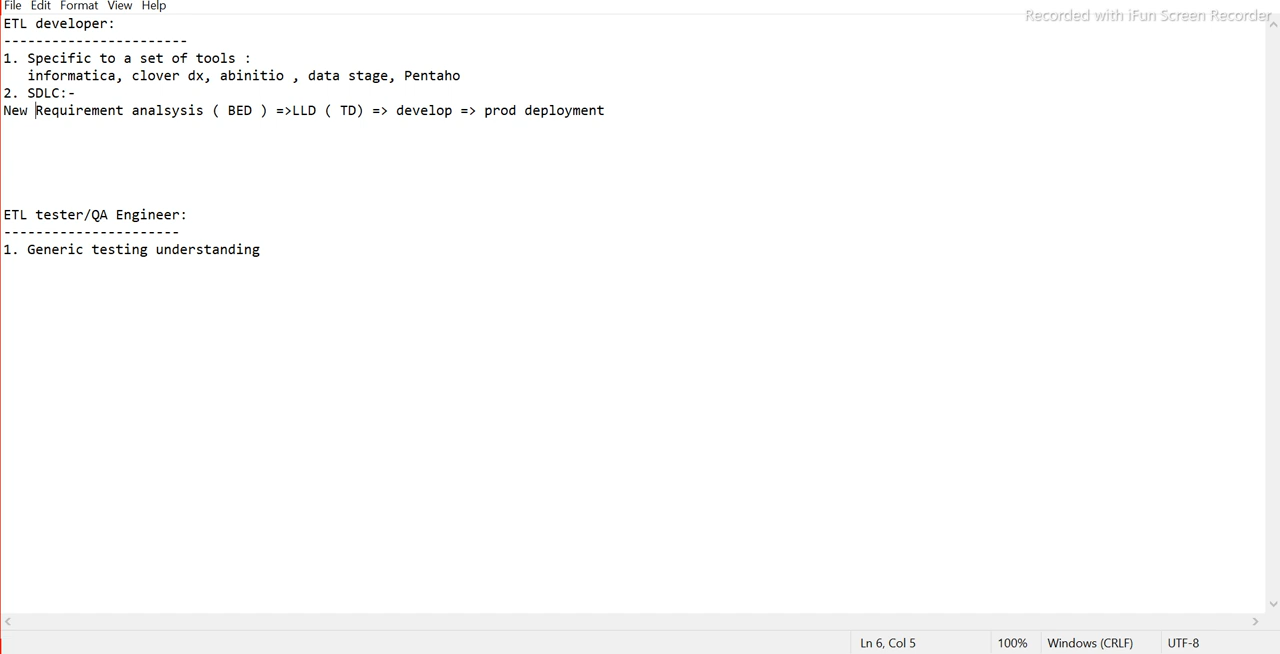 File Edit Format View Help
Recorded with iFun Screen Recorder
ETL developer:
-----------------------
1. Specific to a set of tools :
informatica, clover dx, abinitio , data stage, Pentaho
2. SDLC:-
New Requirement analsysis ( BED ) =>LLD ( TD) => develop => prod deployment
ETL tester/QA Engineer:
----------------------
1. Generic testing understanding
Ln 6, Col 5 100% Windows (CRLF) UTF-8